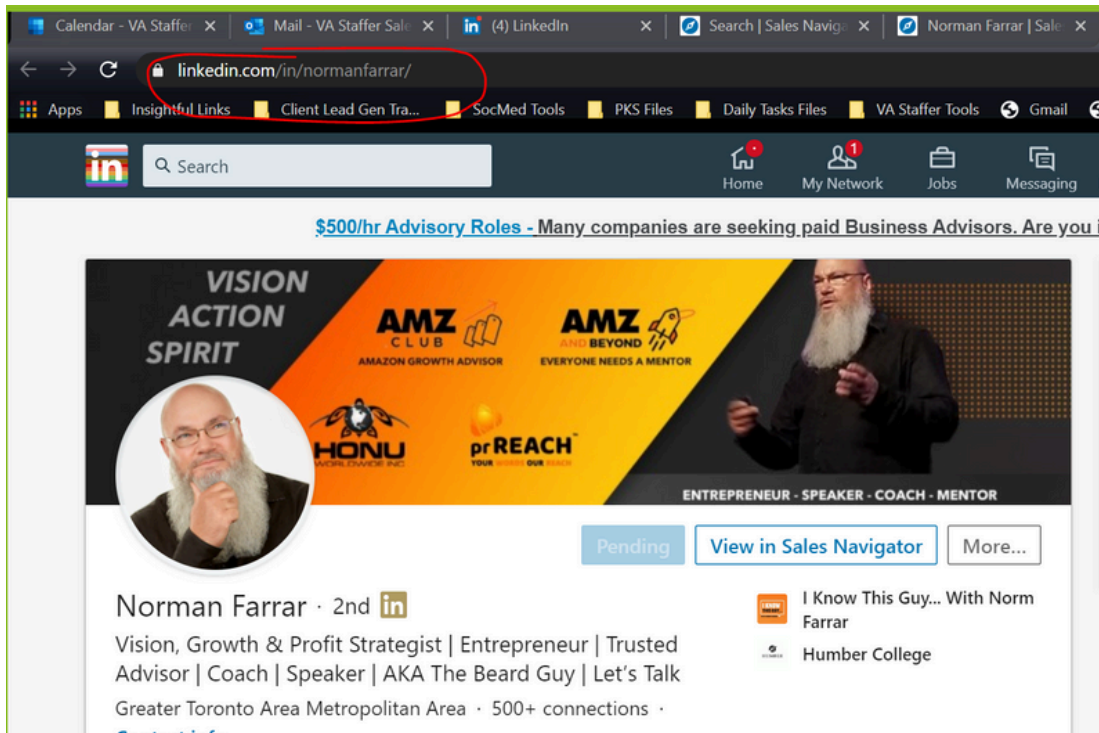 Calendar - VA Staffer
Mail - VA Staffer Sale
(4) LinkedIn
Search | Sales Naviga
Norman Farrar | Sale
linkedin.com/in/normanfarrar/
Apps
Insightful Links
Client Lead Gen Tra...
SocMed Tools
PKS Files
Daily Tasks Files
VA Staffer Tools
Gmail
in
Search
1
Home
My Network
Jobs
Messaging
$500/hr Advisory Roles - Many companies are seeking paid Business Advisors. Are you i
VISION
ACTION
SPIRIT
AMZ
CLUB
AMAZON GROWTH ADVISOR
AMZ
AND BEYOND
EVERYONE NEEDS A MENTOR
HONU
WORLDWIDE INC
prREACH
YOUR WORDS OUR REACH
ENTREPRENEUR - SPEAKER - COACH - MENTOR
Pending
View in Sales Navigator
More...
Norman Farrar · 2nd in
Vision, Growth & Profit Strategist | Entrepreneur | Trusted
Advisor | Coach | Speaker | AKA The Beard Guy | Let's Talk
Greater Toronto Area Metropolitan Area · 500+ connections ·
I Know This Guy... With Norm
Farrar
Humber College